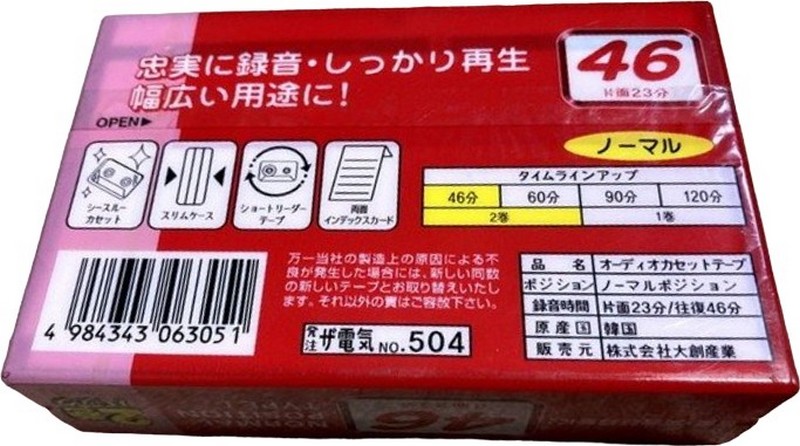 忠実に録音・しっかり再生
幅広い用途に!
46
片面23分
OPEN▶
ノーマル
シースルー
カセット
スリムケース
ショートリーダー
テープ
両面
インデックスカード
タイムラインアップ
46分 60分 90分 120分
2巻 1巻
万一当社の製造上の原因による不
良が発生した場合には、新しい同数
の新しいテープとお取り替えいたし
ます。それ以外の責はご容赦下さい。
品名 オーディオカセットテープ
ポジション ノーマルポジション
録音時間 片面23分/往復46分
原産国 韓国
販売元 株式会社大創産業
4 984343 063051
発注 ザ電気 NO.504
NORMAL
POSITION
TYPE I
46